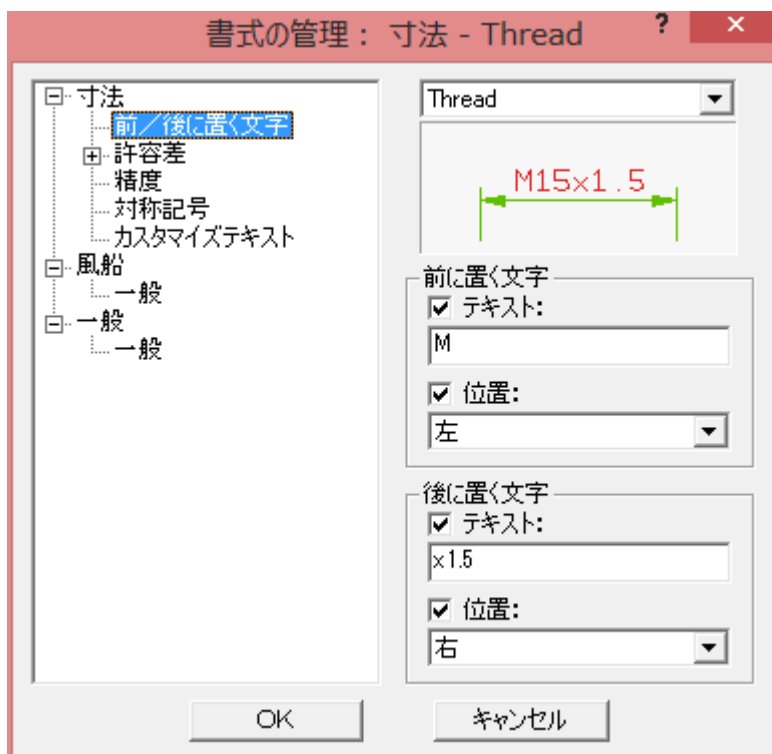 書式の管理： 寸法 - Thread
?
×
寸法
前／後に置く文字
許容差
精度
対称記号
カスタマイズテキスト
風船
一般
一般
一般
Thread
M15×1.5
前に置く文字
テキスト:
M
位置:
左
後に置く文字
テキスト:
×1.5
位置:
右
OK
キャンセル